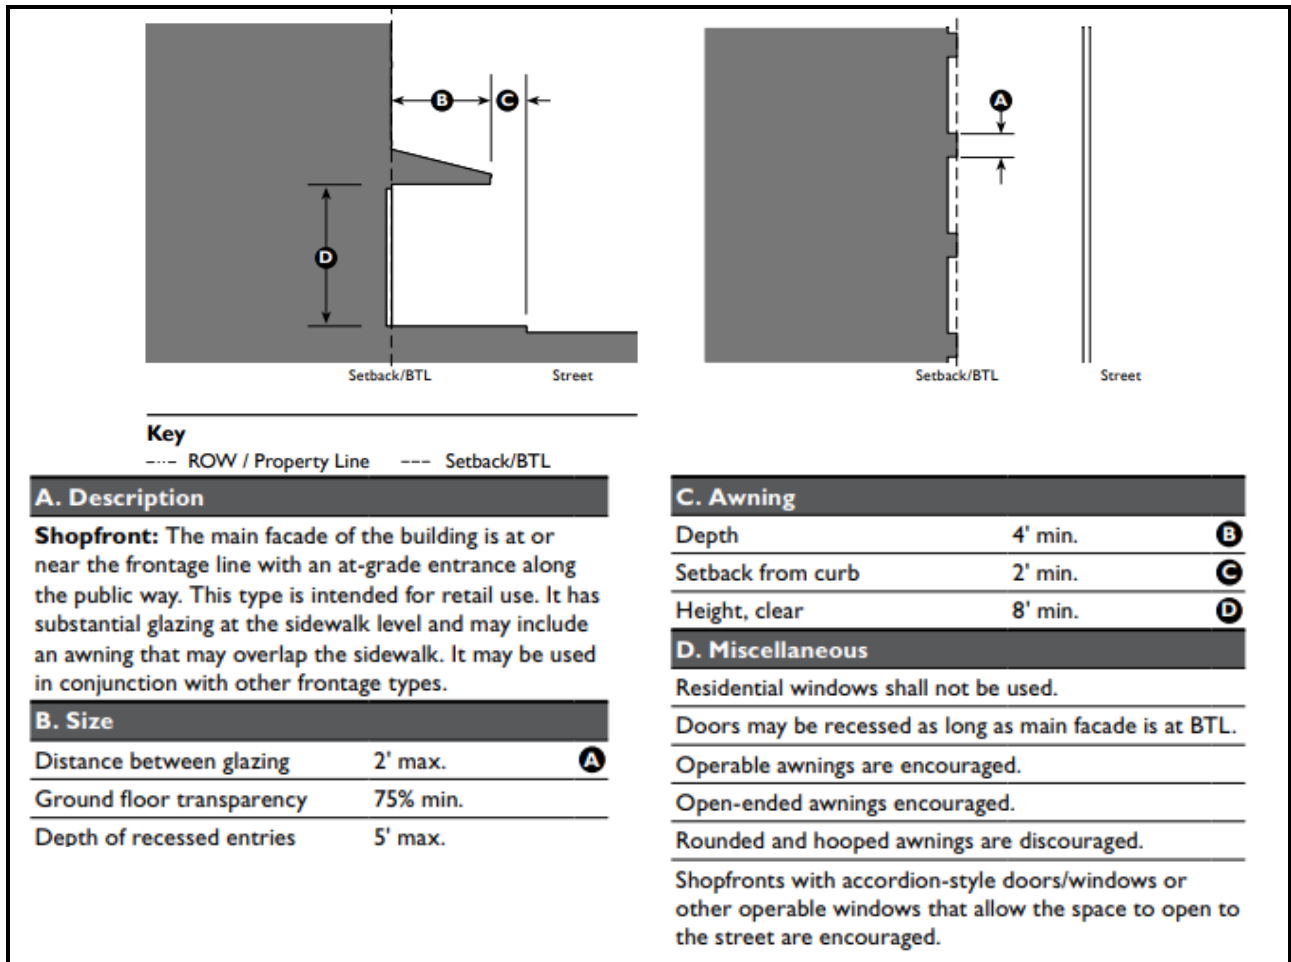 B
C
D
Setback/BTL
Street
A
Setback/BTL
Street
Key
ROW / Property Line
Setback/BTL
A. Description
Shopfront: The main facade of the building is at or
near the frontage line with an at-grade entrance along
the public way. This type is intended for retail use. It has
substantial glazing at the sidewalk level and may include
an awning that may overlap the sidewalk. It may be used
in conjunction with other frontage types.
B. Size
Distance between glazing 2' max. A
Ground floor transparency 75% min.
Depth of recessed entries 5' max.
C. Awning
Depth 4' min. B
Setback from curb 2' min. C
Height, clear 8' min. D
D. Miscellaneous
Residential windows shall not be used.
Doors may be recessed as long as main facade is at BTL.
Operable awnings are encouraged.
Open-ended awnings encouraged.
Rounded and hooped awnings are discouraged.
Shopfronts with accordion-style doors/windows or
other operable windows that allow the space to open to
the street are encouraged.